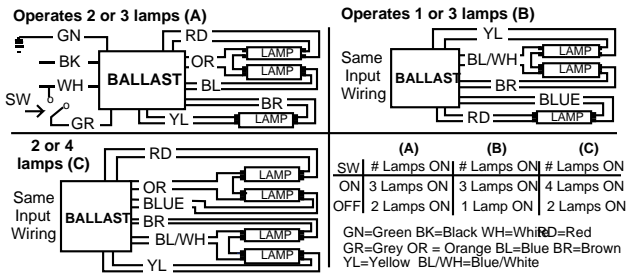 Operates 2 or 3 lamps (A)
GN
BK
WH
SW
GR
BALLAST
RD
OR
BL
BR
YL
LAMP
LAMP
LAMP
Operates 1 or 3 lamps (B)
Same
Input
Wiring
BALLAST
YL
BL/WH
BR
BLUE
RD
LAMP
LAMP
LAMP
2 or 4
lamps (C)
Same
Input
Wiring
BALLAST
RD
OR
BLUE
BR
BL/WH
YL
LAMP
LAMP
LAMP
LAMP
(A) (B) (C)
SW # Lamps ON # Lamps ON # Lamps ON
ON 3 Lamps ON 3 Lamps ON 4 Lamps ON
OFF 2 Lamps ON 1 Lamp ON 2 Lamps ON
GN=Green BK=Black WH=White RD=Red
GR=Grey OR = Orange BL=Blue BR=Brown
YL=Yellow BL/WH=Blue/White